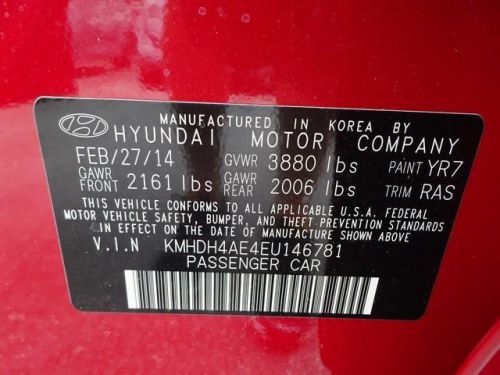 MANUFACTURED IN KOREA BY
HYUNDAI MOTOR COMPANY
FEB/27/14 GVWR 3880 lbs PAINT YR7
GAWR FRONT 2161 lbs GAWR REAR 2006 lbs TRIM RAS
THIS VEHICLE CONFORMS TO ALL APPLICABLE U.S.A. FEDERAL
MOTOR VEHICLE SAFETY, BUMPER, AND THEFT PREVENTION STANDARDS
IN EFFECT ON THE DATE OF MANUFACTURE SHOWN ABOVE
V.I.N KMHDH4AE4EU146781
PASSENGER CAR